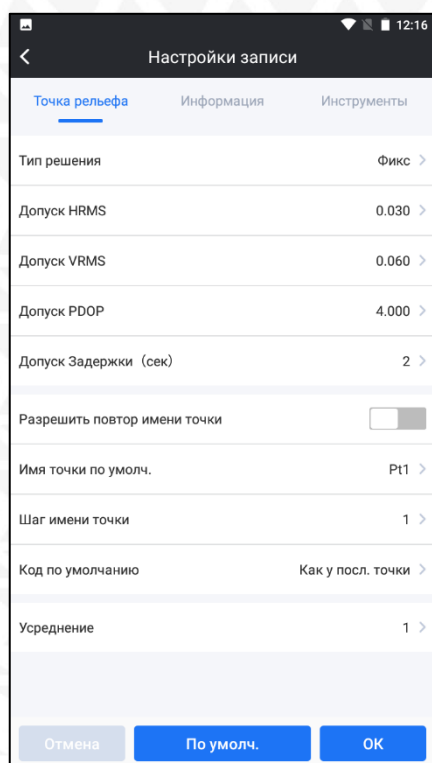 12:16
Настройки записи
Точка рельефа Информация Инструменты
Тип решения Фикс
Допуск HRMS 0.030
Допуск VRMS 0.060
Допуск PDOP 4.000
Допуск Задержки（сек） 2
Разрешить повтор имени точки
Имя точки по умолч. Pt1
Шаг имени точки 1
Код по умолчанию Как у посл. точки
Усреднение 1
Отмена По умолч. ОК